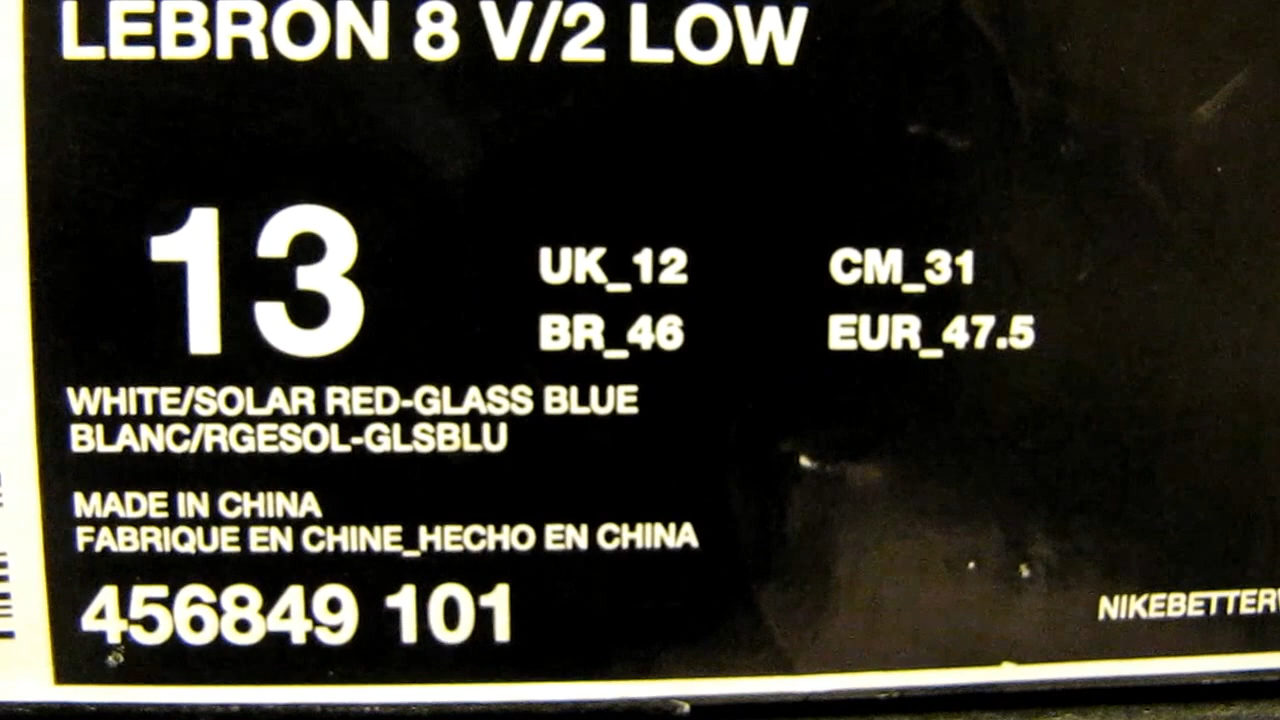 LEBRON 8 V/2 LOW
13
UK_12 CM_31
BR_46 EUR_47.5
WHITE/SOLAR RED-GLASS BLUE
BLANC/RGESOL-GLSBLU
MADE IN CHINA
FABRIQUE EN CHINE_HECHO EN CHINA
456849 101